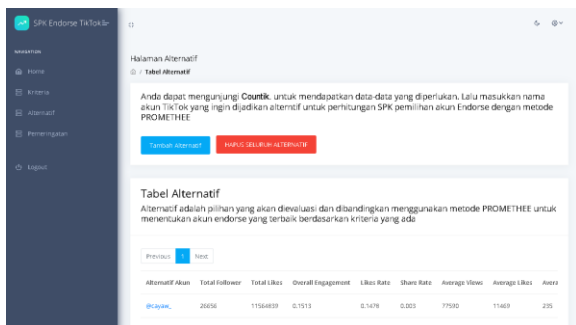 SPK Endorse TikTok
NAVIGATION
Home
Kriteria
Alternatif
Pemeringatan
Logout
Halaman Alternatif
/ Tabel Alternatif
Anda dapat mengunjungi Countik, untuk mendapatkan data-data yang diperlukan. Lalu masukkan nama
akun TikTok yang ingin dijadikan alterntif untuk perhitungan SPK pemilihan akun Endorse dengan metode
PROMETHEE
Tambah Alternatif HAPUS SELURUH ALTERNATIF
Tabel Alternatif
Alternatif adalah pilihan yang akan dievaluasi dan dibandingkan menggunakan metode PROMETHEE untuk
menentukan akun endorse yang terbaik berdasarkan kriteria yang ada
Previous 1 Next
Alternatif Akun Total Follower Total Likes Overall Engagement Likes Rate Share Rate Average Views Average Likes Avera
@cayaw_ 26656 11564839 0.1513 0.1478 0.003 77590 11469 235